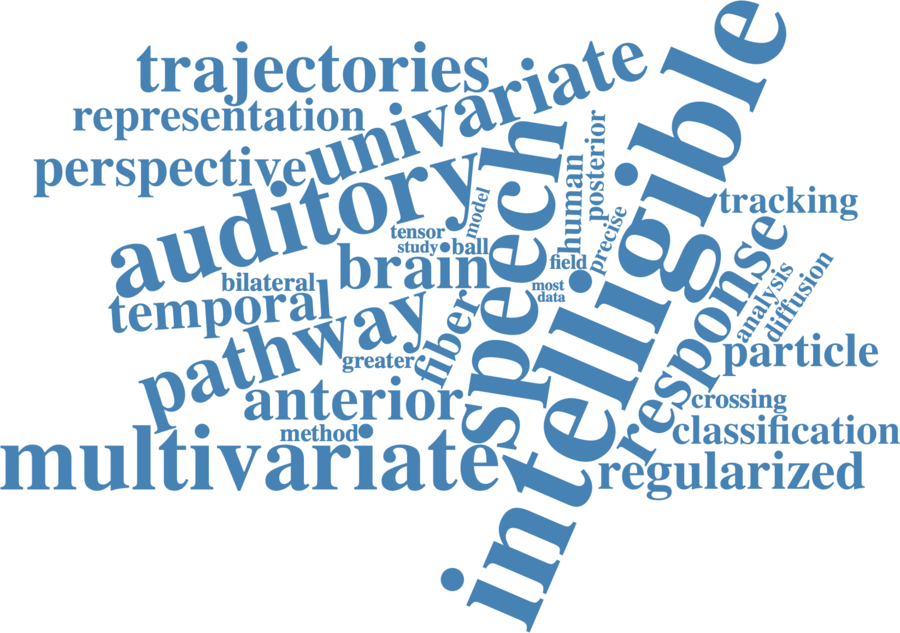 trajectories
univariate
intelligible
representation
perspective
auditory
speech
human
posterior
precise
model
tensor
study
ball
brain
field
most
data
tracking
response
analysis
diffusion
bilateral
temporal
pathway
greater
fiber
particle
anterior
crossing
method
classification
multivariate
regularized